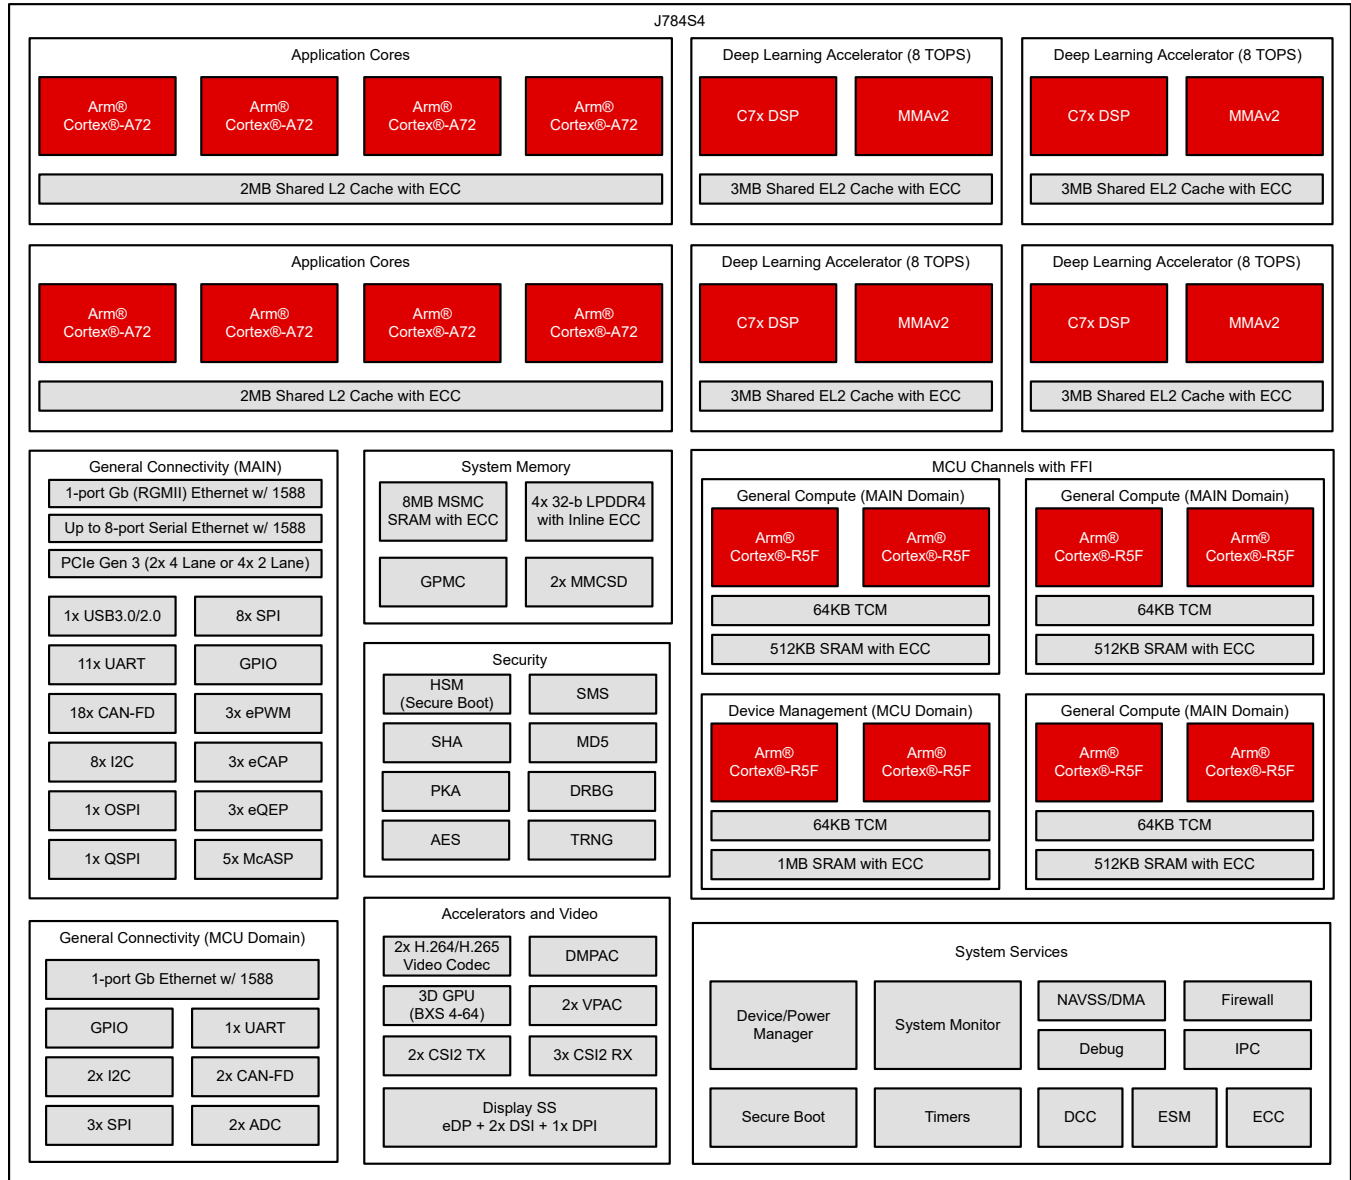 J784S4
Application Cores
Arm®
Cortex®-A72
Arm®
Cortex®-A72
Arm®
Cortex®-A72
Arm®
Cortex®-A72
2MB Shared L2 Cache with ECC
Deep Learning Accelerator (8 TOPS)
C7x DSP
MMAv2
3MB Shared EL2 Cache with ECC
Deep Learning Accelerator (8 TOPS)
C7x DSP
MMAv2
3MB Shared EL2 Cache with ECC
Application Cores
Arm®
Cortex®-A72
Arm®
Cortex®-A72
Arm®
Cortex®-A72
Arm®
Cortex®-A72
2MB Shared L2 Cache with ECC
Deep Learning Accelerator (8 TOPS)
C7x DSP
MMAv2
3MB Shared EL2 Cache with ECC
Deep Learning Accelerator (8 TOPS)
C7x DSP
MMAv2
3MB Shared EL2 Cache with ECC
General Connectivity (MAIN)
1-port Gb (RGMII) Ethernet w/ 1588
Up to 8-port Serial Ethernet w/ 1588
PCIe Gen 3 (2x 4 Lane or 4x 2 Lane)
1x USB3.0/2.0
8x SPI
11x UART
GPIO
18x CAN-FD
3x ePWM
8x I2C
3x eCAP
1x OSPI
3x eQEP
1x QSPI
5x McASP
System Memory
8MB MSMC
SRAM with ECC
4x 32-b LPDDR4
with Inline ECC
GPMC
2x MMCSD
Security
HSM
(Secure Boot)
SMS
SHA
MD5
PKA
DRBG
AES
TRNG
MCU Channels with FFI
General Compute (MAIN Domain)
Arm®
Cortex®-R5F
Arm®
Cortex®-R5F
64KB TCM
512KB SRAM with ECC
General Compute (MAIN Domain)
Arm®
Cortex®-R5F
Arm®
Cortex®-R5F
64KB TCM
512KB SRAM with ECC
Device Management (MCU Domain)
Arm®
Cortex®-R5F
Arm®
Cortex®-R5F
64KB TCM
1MB SRAM with ECC
General Compute (MAIN Domain)
Arm®
Cortex®-R5F
Arm®
Cortex®-R5F
64KB TCM
512KB SRAM with ECC
General Connectivity (MCU Domain)
1-port Gb Ethernet w/ 1588
GPIO
1x UART
2x I2C
2x CAN-FD
3x SPI
2x ADC
Accelerators and Video
2x H.264/H.265
Video Codec
DMPAC
3D GPU
(BXS 4-64)
2x VPAC
2x CSI2 TX
3x CSI2 RX
Display SS
eDP + 2x DSI + 1x DPI
System Services
Device/Power
Manager
System Monitor
NAVSS/DMA
Firewall
Debug
IPC
Secure Boot
Timers
DCC
ESM
ECC